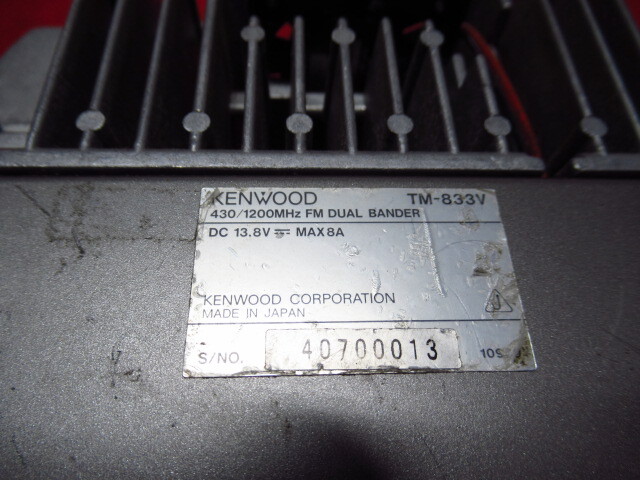 KENWOOD TM-833V
430/1200MHz FM DUAL BANDER
DC 13.8V ⎓ MAX8A
KENWOOD CORPORATION
MADE IN JAPAN
S/NO. 40700013